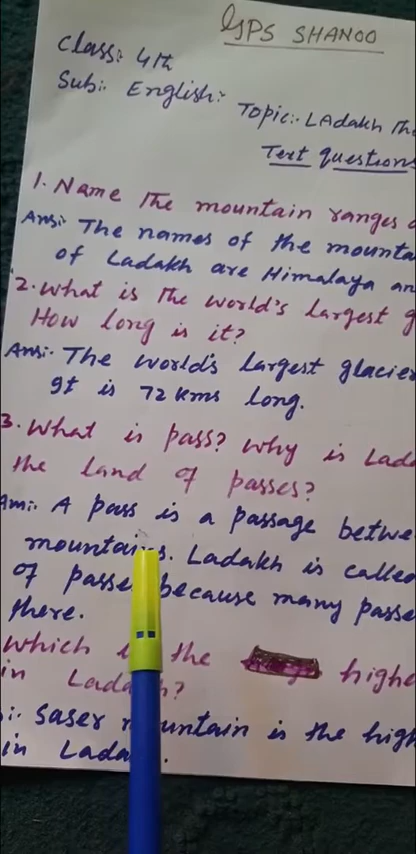 GPS SHANOO
Class: 4th
Sub: English:
Topic:- LAdakh The
Text questions
1. Name the mountain ranges
Ans: The names of the mounta
of Ladakh are Himalaya an
2. What is the world's largest g
How long is it?
Ans: The world's largest glacier
It is 72 kms long.
3. What is pass? Why is Lad
the land of passes?
Ans: A pass is a passage betwe
mountains. Ladakh is called
of passe because many passe
there.
which the highe
in Ladakh?
: Saser mountain is the hig
in Lada